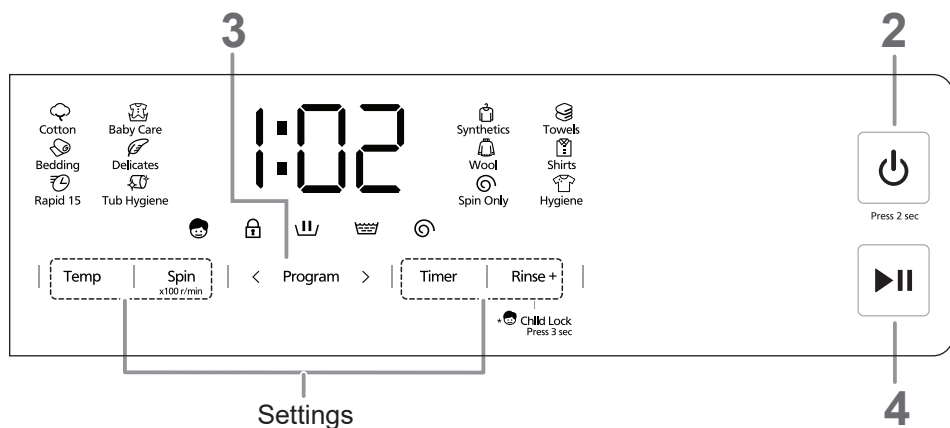 3
2
Cotton
Baby Care
1:02
Synthetics
Towels
Bedding
Delicates
Wool
Shirts
Rapid 15
Tub Hygiene
Spin Only
Hygiene
Press 2 sec
Temp
Spin
x100 r/min
< Program >
Timer
Rinse +
* Child Lock
Press 3 sec
Settings
4